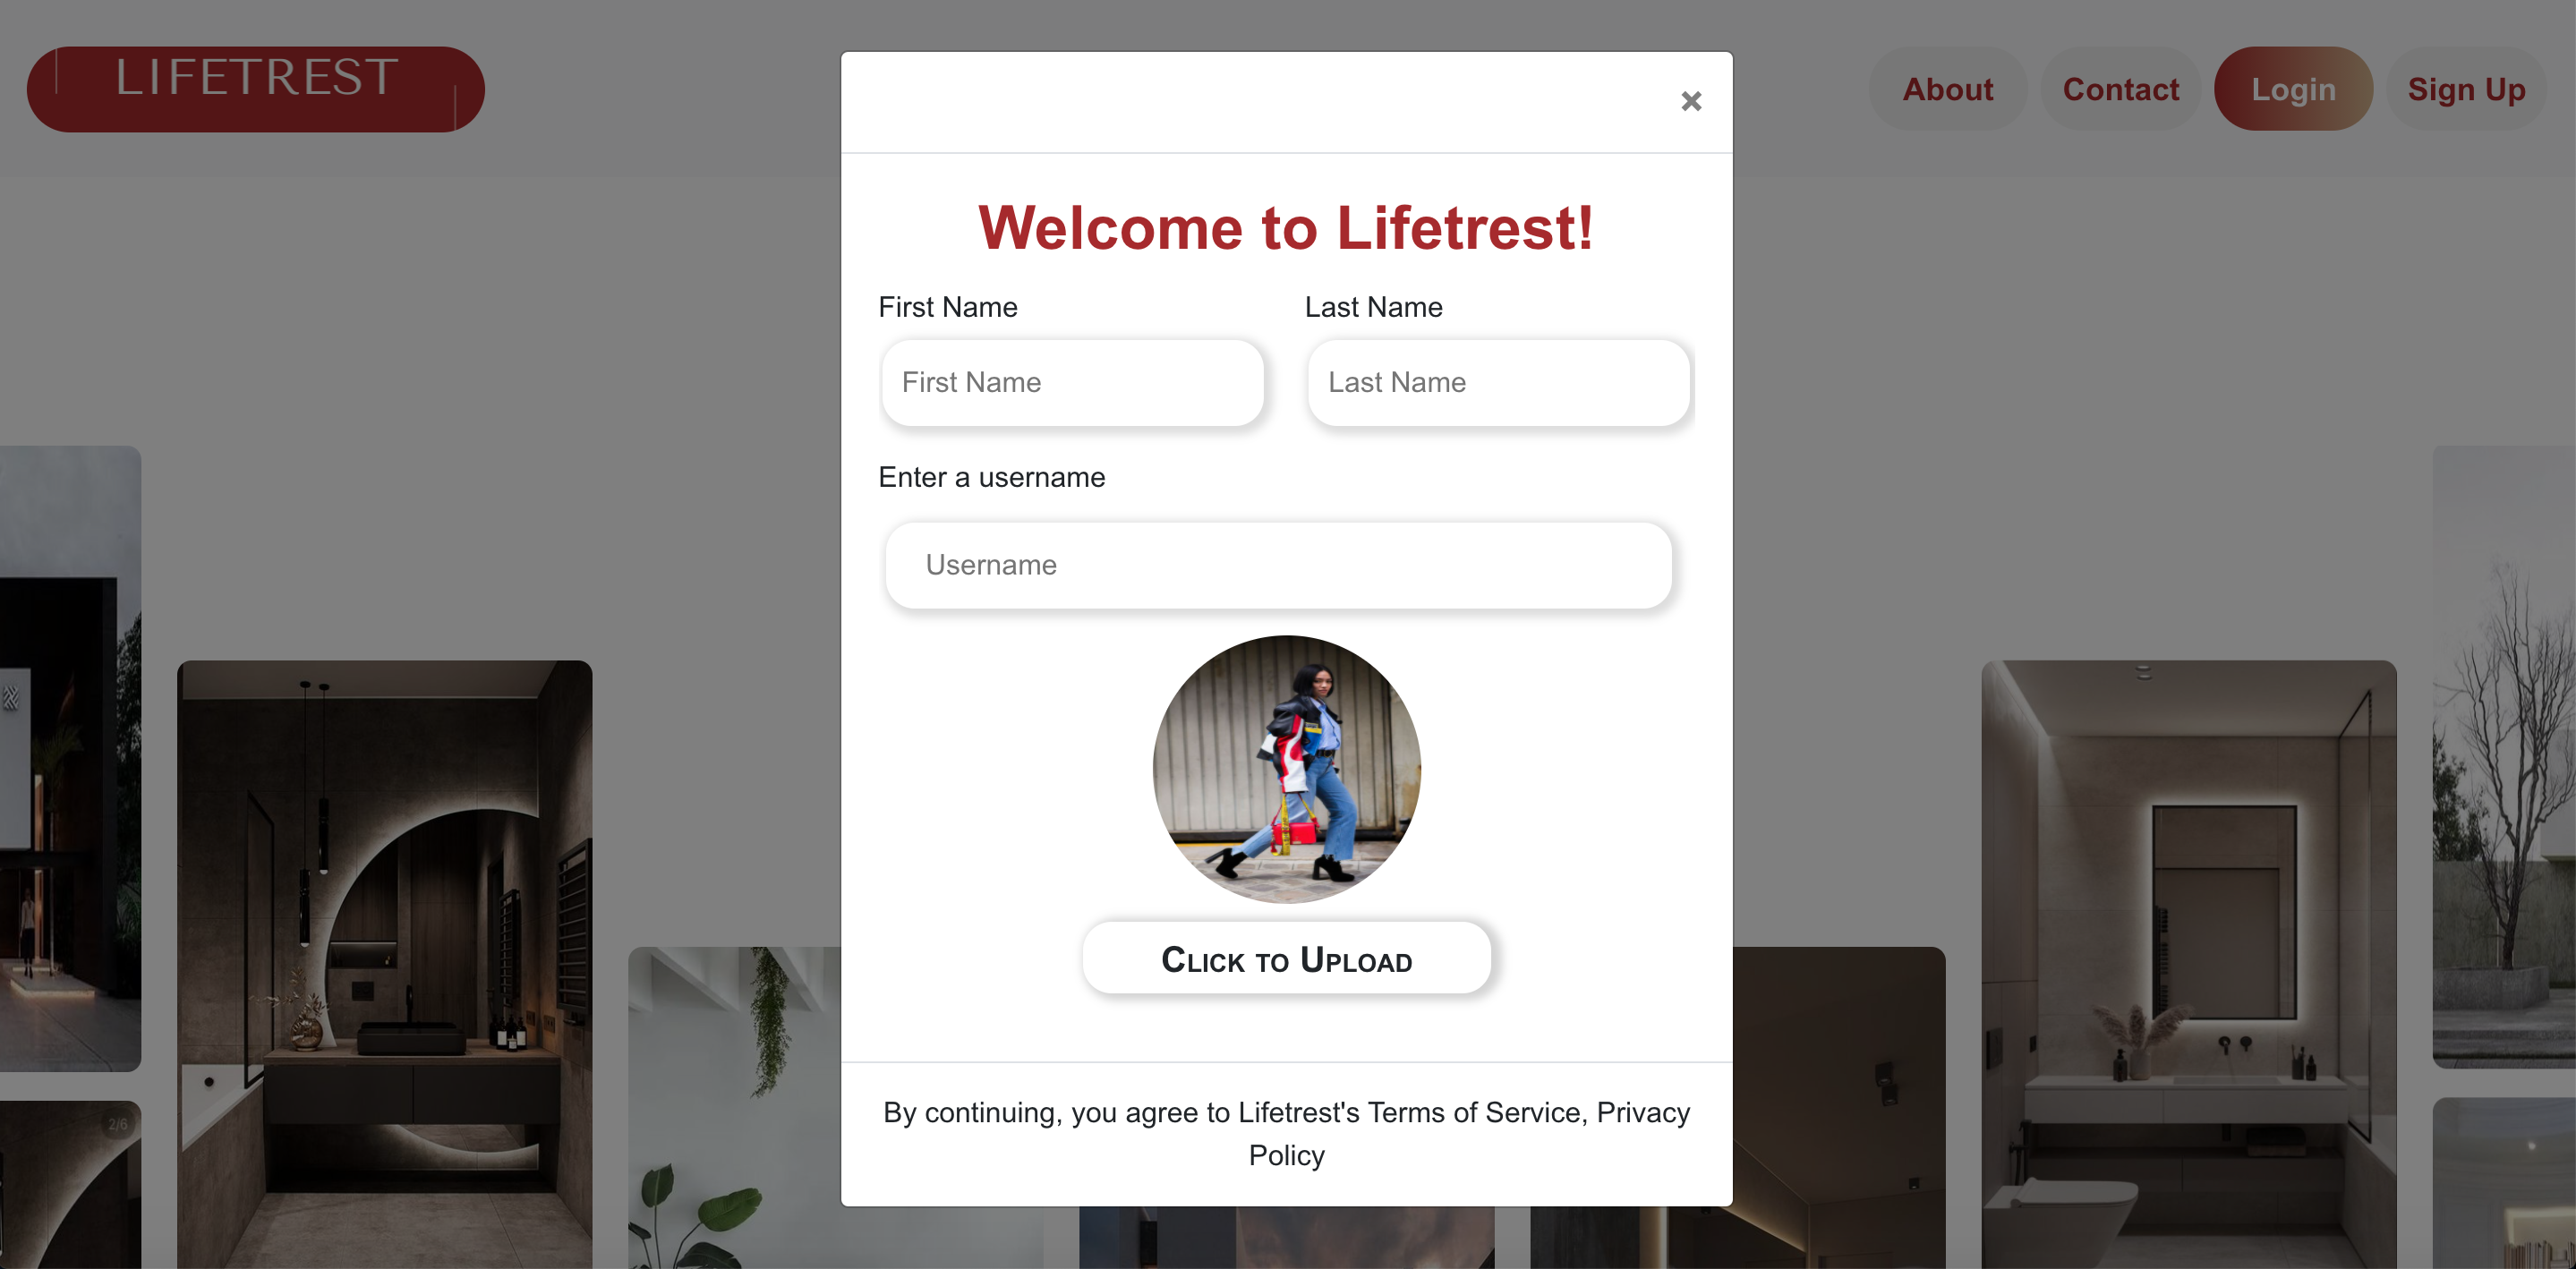 LIFETREST
About
Contact
Login
Sign Up
×
Welcome to Lifetrest!
First Name
Last Name
First Name
Last Name
Enter a username
Username
Click to Upload
2/6
By continuing, you agree to Lifetrest's Terms of Service, Privacy
Policy